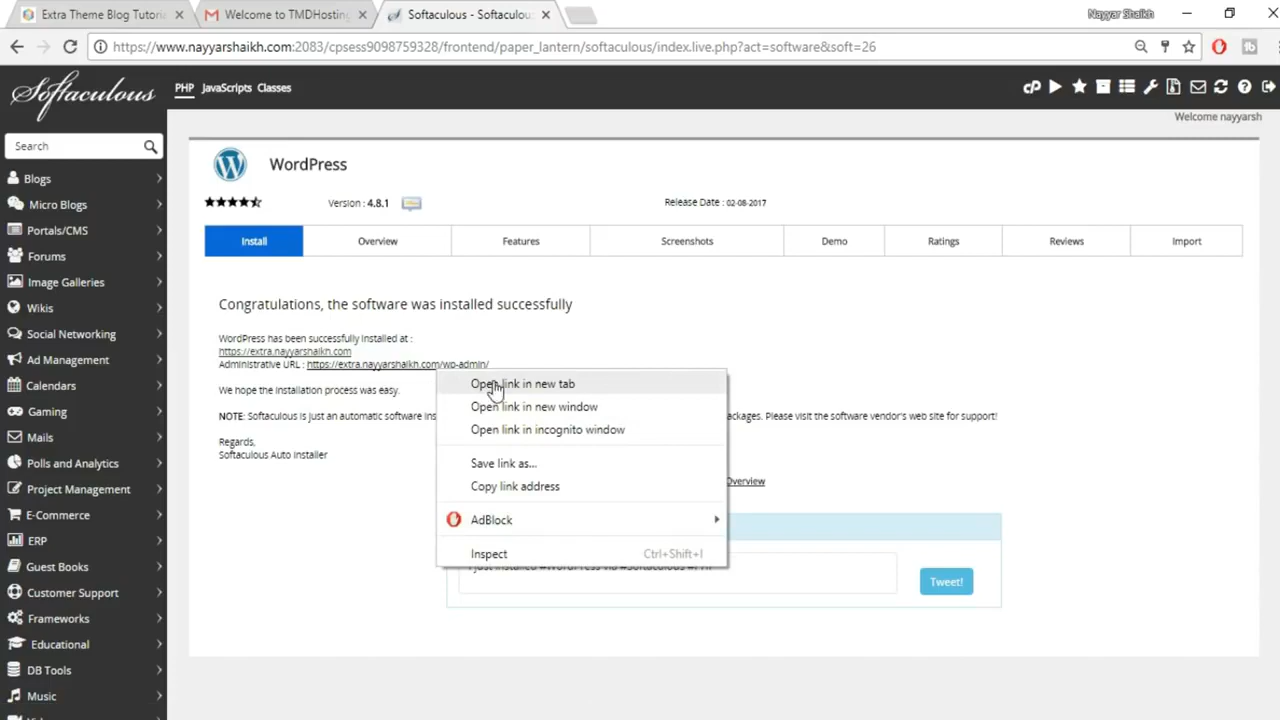 Extra Theme Blog Tutori
Welcome to TMDHosting
Softaculous - Softaculou
Nayyar Shaikh
https://www.nayyarshaikh.com:2083/cpsess9098759328/frontend/paper_lantern/softaculous/index.live.php?act=software&soft=26
Softaculous
PHP JavaScripts Classes
Welcome nayyarsh
Search
Blogs
Micro Blogs
Portals/CMS
Forums
Image Galleries
Wikis
Social Networking
Ad Management
Calendars
Gaming
Mails
Polls and Analytics
Project Management
E-Commerce
ERP
Guest Books
Customer Support
Frameworks
Educational
DB Tools
Music
WordPress
Version : 4.8.1
Release Date : 02-08-2017
Install Overview Features Screenshots Demo Ratings Reviews Import
Congratulations, the software was installed successfully
WordPress has been successfully installed at :
https://extra.nayyarshaikh.com
Administrative URL : https://extra.nayyarshaikh.com/wp-admin/
We hope the installation process was easy.
NOTE: Softaculous is just an automatic software ins ackages. Please visit the software vendor's web site for support!
Regards,
Softaculous Auto Installer
Overview
I just installed #WordPress via #Softaculous #PHP
Tweet!
Open link in new tab
Open link in new window
Open link in incognito window
Save link as...
Copy link address
AdBlock
Inspect Ctrl+Shift+I